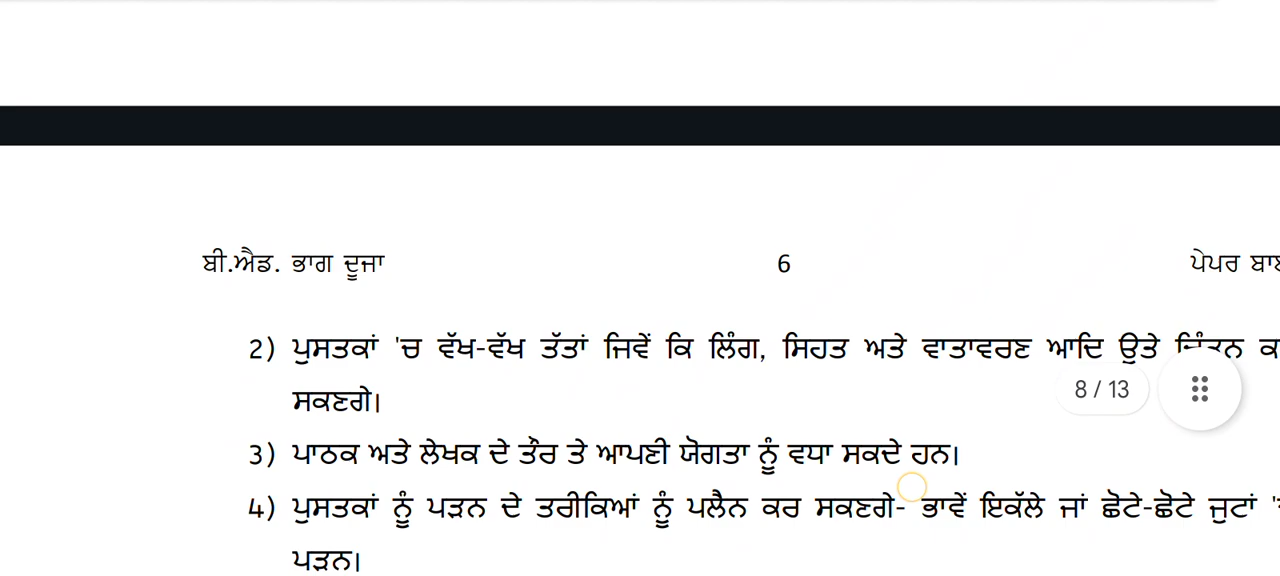 ਬੀ.ਐਡ. ਭਾਗ ਦੂਜਾ 6 ਪੇਪਰ
2) ਪੁਸਤਕਾਂ 'ਚ ਵੱਖ-ਵੱਖ ਤੱਤਾਂ ਜਿਵੇਂ ਕਿ ਲਿੰਗ, ਸਿਹਤ ਅਤੇ ਵਾਤਾਵਰਣ ਆਦਿ ਉਤੇ
8 / 13
ਸਕਣਗੇ।
3) ਪਾਠਕ ਅਤੇ ਲੇਖਕ ਦੇ ਤੌਰ ਤੇ ਆਪਣੀ ਯੋਗਤਾ ਨੂੰ ਵਧਾ ਸਕਦੇ ਹਨ।
4) ਪੁਸਤਕਾਂ ਨੂੰ ਪੜਨ ਦੇ ਤਰੀਕਿਆਂ ਨੂੰ ਪਲੈਨ ਕਰ ਸਕਣਗੇ- ਭਾਵੇਂ ਇਕੱਲੇ ਜਾਂ ਛੋਟੇ-ਛੋਟੇ ਜੁਟਾਂ
ਪੜਨ।